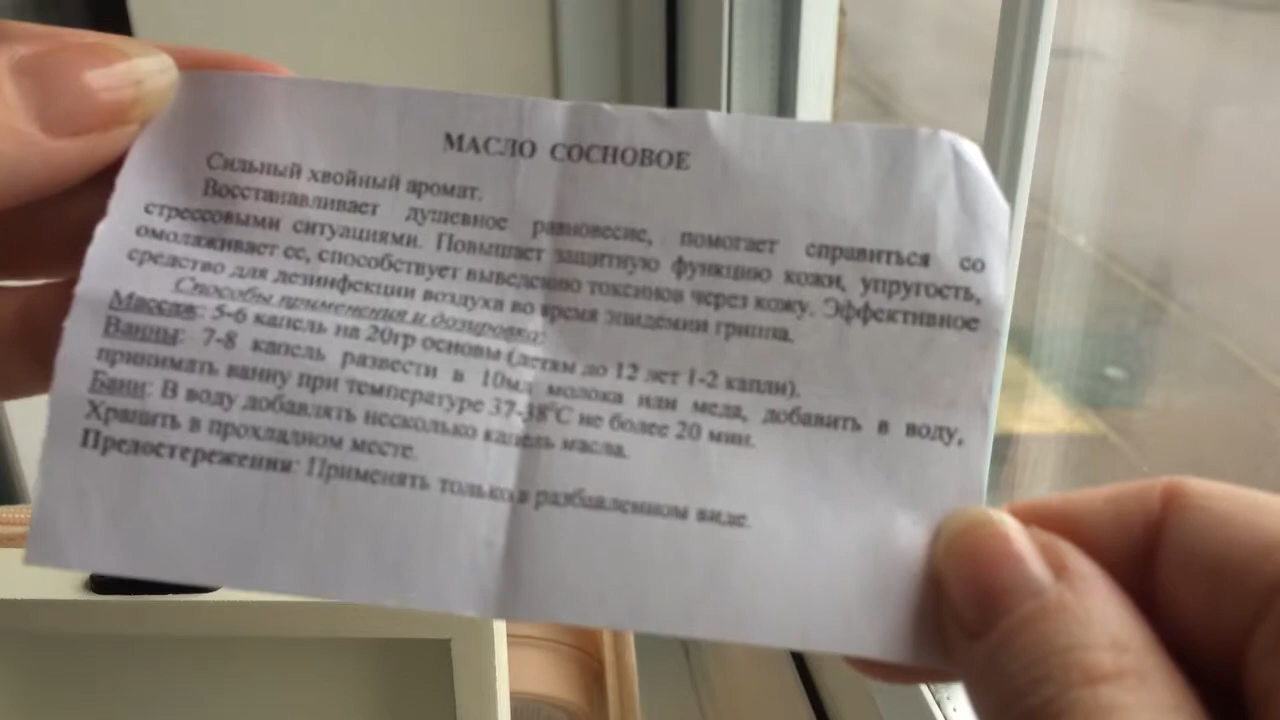 МАСЛО СОСНОВОЕ
Сильный хвойный аромат.
Восстанавливает душевное равновесие, помогает справиться со
стрессовыми ситуациями. Повышает защитную функцию кожи, упругость,
омолаживает ее, способствует выведению токсинов через кожу. Эффективное
средство для дезинфекции воздуха во время эпидемии гриппа.
Способы применения и дозировка:
Массаж: 5-6 капель на 20гр основы (детям до 12 лет 1-2 капли).
Ванны: 7-8 капель развести в 10мл молока или меда, добавить в воду,
принимать ванну при температуре 37-38°С не более 20 мин.
Бани: В воду добавлять несколько капель масла.
Хранить в прохладном месте.
Предостережения: Применять только в разбавленном виде.